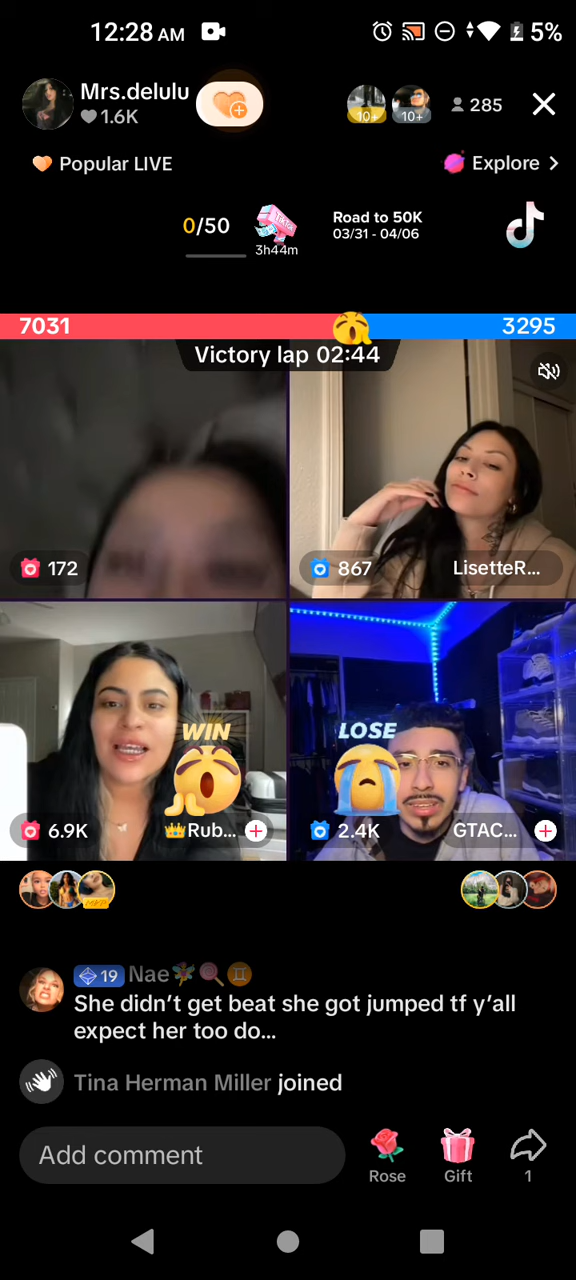 12:28 AM
5%
Mrs.delulu
1.6K
10+
10+
285
Popular LIVE
Explore
0/50
TikTok
3h44m
Road to 50K
03/31 - 04/06
7031
3295
Victory lap 02:44
172
867
LisetteR...
WIN
LOSE
6.9K
Rub...
2.4K
GTAC...
19 Nae
She didn't get beat she got jumped tf y'all
expect her too do...
Tina Herman Miller joined
Add comment
Rose
Gift
1